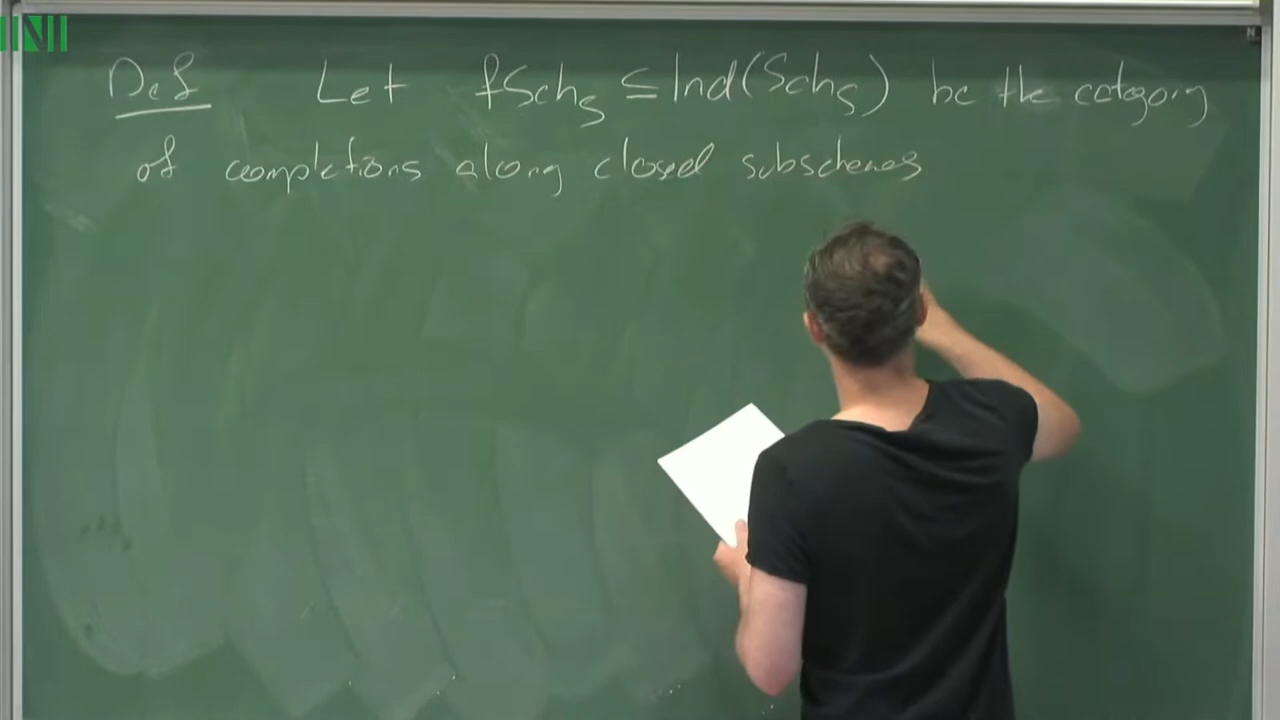 Def Let fSch_S ⊆ Ind(Sch_S) be the category
of completions along closed subschemes